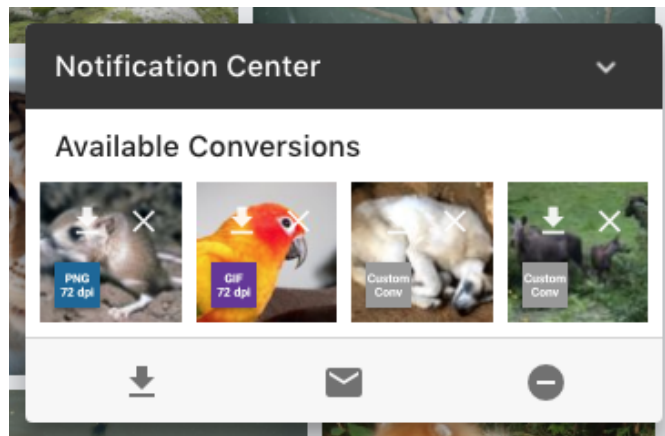 Notification Center
Available Conversions
PNG
72 dpi
GIF
72 dpi
Custom
Conv
Custom
Conv